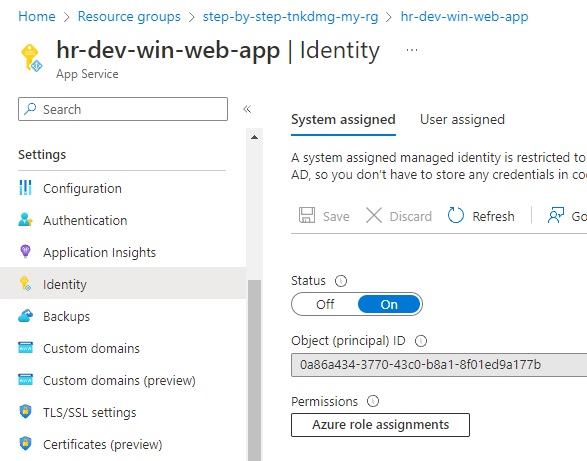 Home > Resource groups > step-by-step-tnkdmg-my-rg > hr-dev-win-web-app
hr-dev-win-web-app | Identity ...
App Service
Search
Settings
Configuration
Authentication
Application Insights
Identity
Backups
Custom domains
Custom domains (preview)
TLS/SSL settings
Certificates (preview)
System assigned User assigned
A system assigned managed identity is restricted to
AD, so you don't have to store any credentials in co
Save Discard Refresh Go
Status
Off On
Object (principal) ID
0a86a434-3770-43c0-b8a1-8f01ed9a177b
Permissions
Azure role assignments